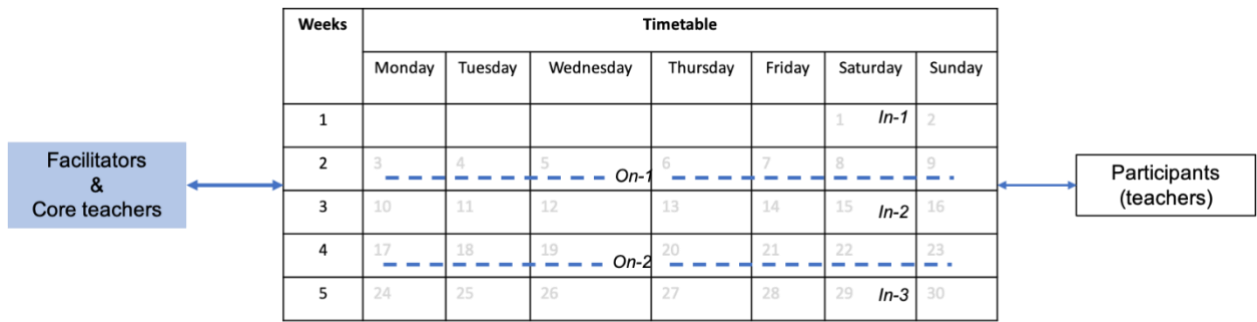 Weeks Timetable
Monday Tuesday Wednesday Thursday Friday Saturday Sunday
1 1 In-1 2
2 3 4 5 On-1 6 7 8 9
3 10 11 12 13 14 15 In-2 16
4 17 18 19 On-2 20 21 22 23
5 24 25 26 27 28 29 In-3 30
Facilitators
&
Core teachers
Participants
(teachers)